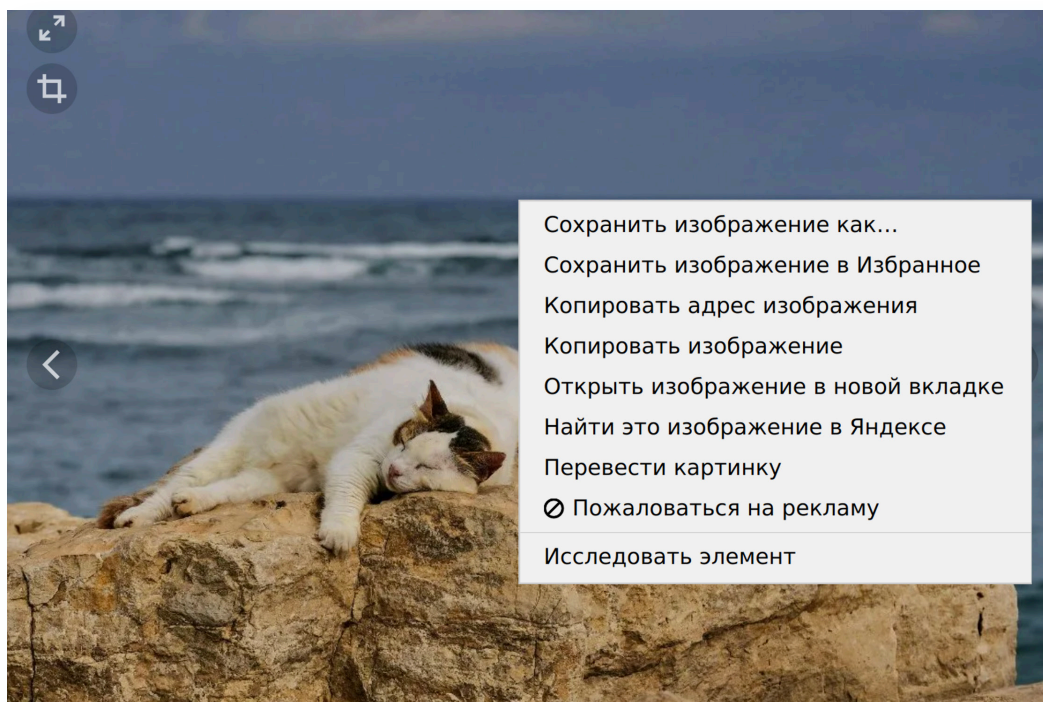 Сохранить изображение как...
Сохранить изображение в Избранное
Копировать адрес изображения
Копировать изображение
Открыть изображение в новой вкладке
Найти это изображение в Яндексе
Перевести картинку
Пожаловаться на рекламу
Исследовать элемент